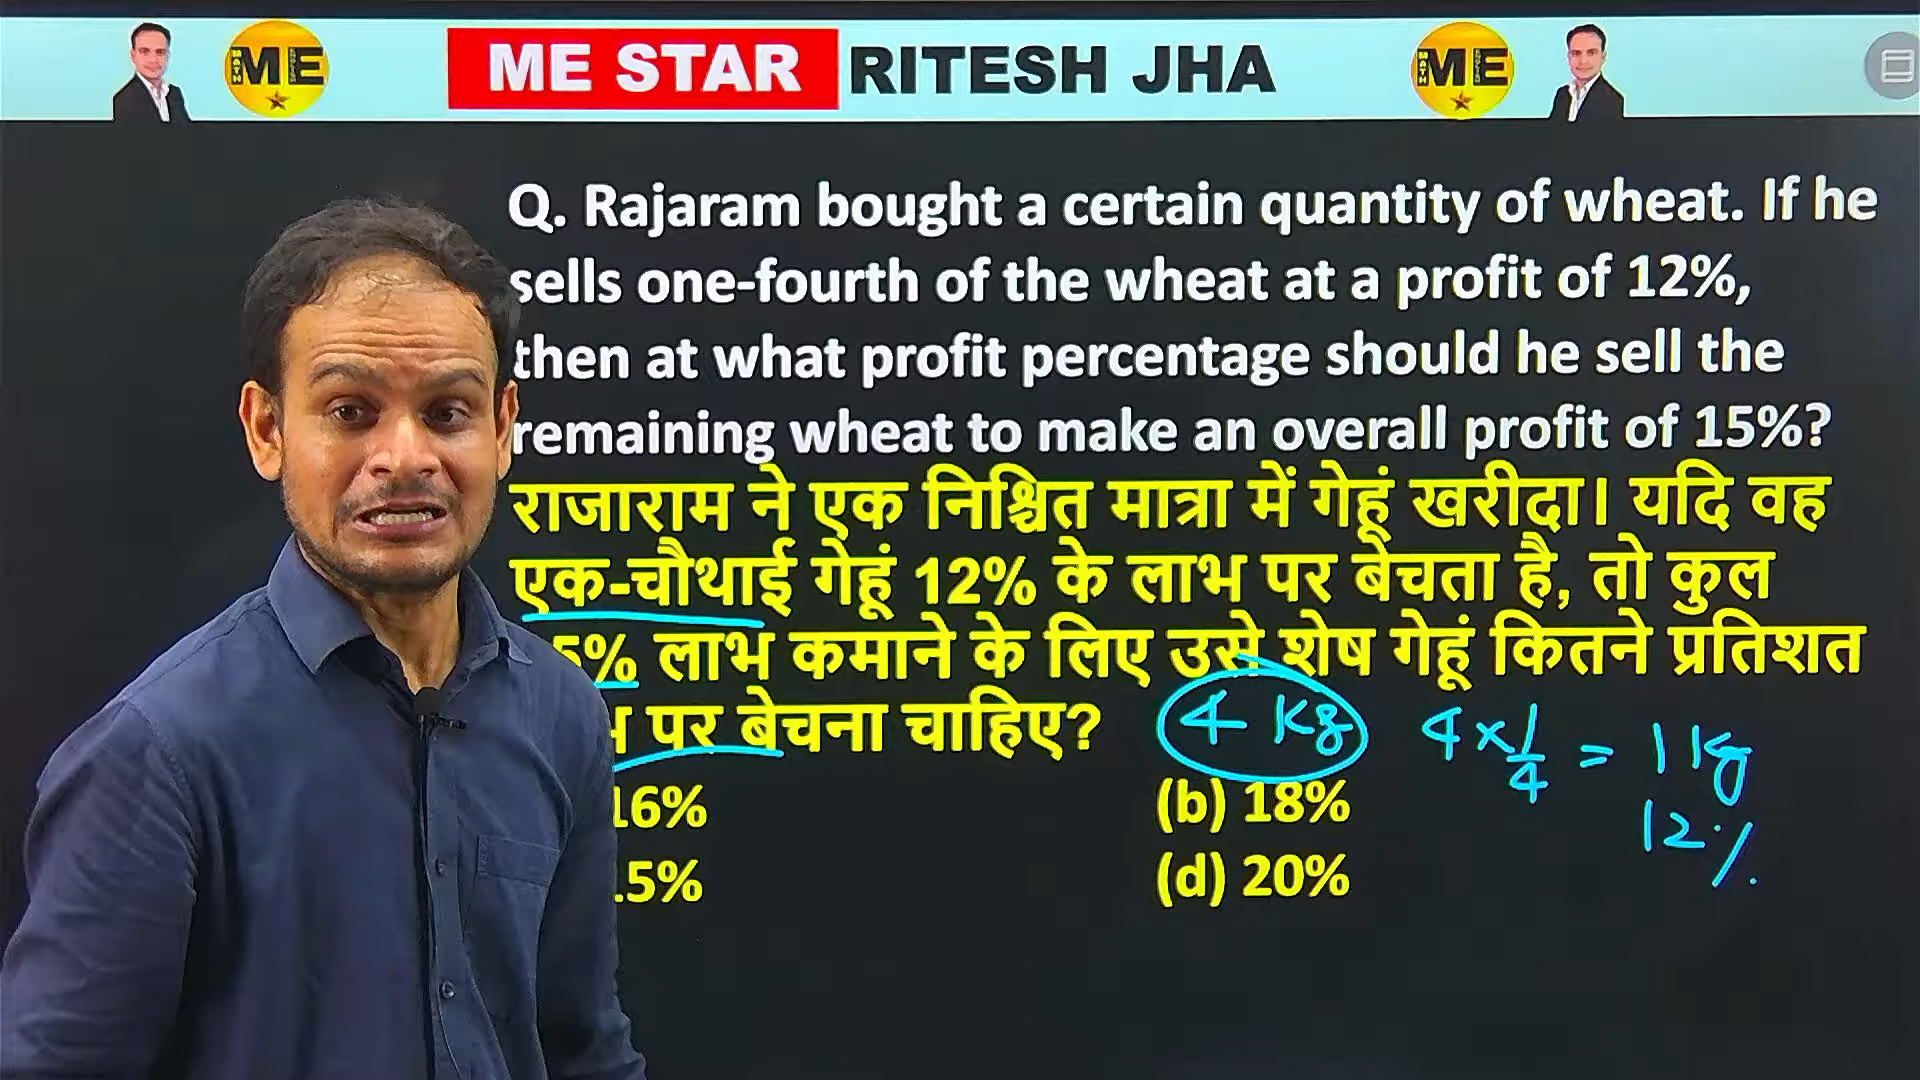 ME ME STAR RITESH JHA ME
Q. Rajaram bought a certain quantity of wheat. If he
sells one-fourth of the wheat at a profit of 12%,
then at what profit percentage should he sell the
remaining wheat to make an overall profit of 15%?
राजाराम ने एक निश्चित मात्रा में गेहूं खरीदा। यदि वह
एक-चौथाई गेहूं 12% के लाभ पर बेचता है, तो कुल
5% लाभ कमाने के लिए उसे शेष गेहूं कितने प्रतिशत
पर बेचना चाहिए?
4 Kg 4 × 1/4 = 1 Kg
12%
16% (b) 18%
.5% (d) 20%